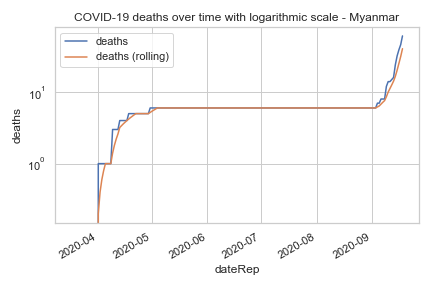 COVID-19 deaths over time with logarithmic scale - Myanmar
deaths
deaths (rolling)
deaths
10¹
10⁰
2020-04
2020-05
2020-06
2020-07
2020-08
2020-09
dateRep